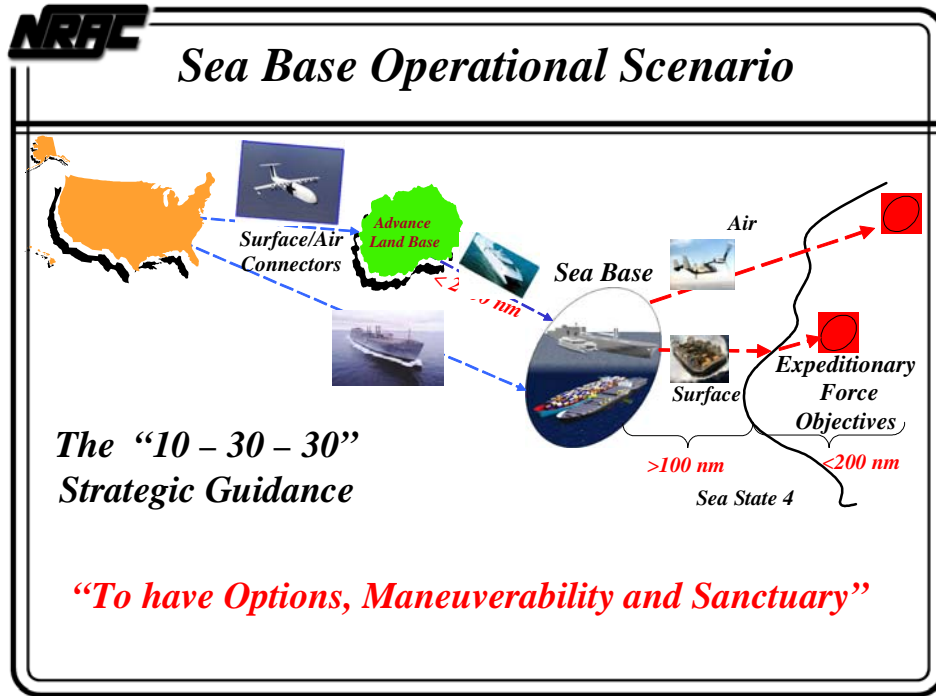 NRAC
Sea Base Operational Scenario
Advance
Land Base
Surface/Air
Connectors
Air
Sea Base
nm
Surface
Expeditionary
Force
Objectives
>100 nm
<200 nm
Sea State 4
The “10 – 30 – 30”
Strategic Guidance
“To have Options, Maneuverability and Sanctuary”